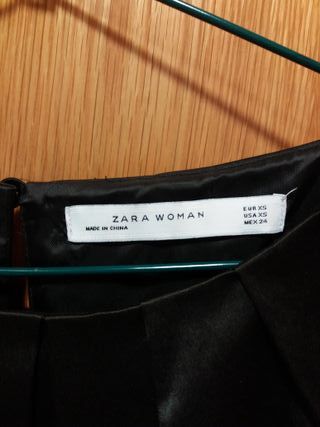 ZARA WOMAN
MADE IN CHINA
EUR XS
USA XS
MEX 24